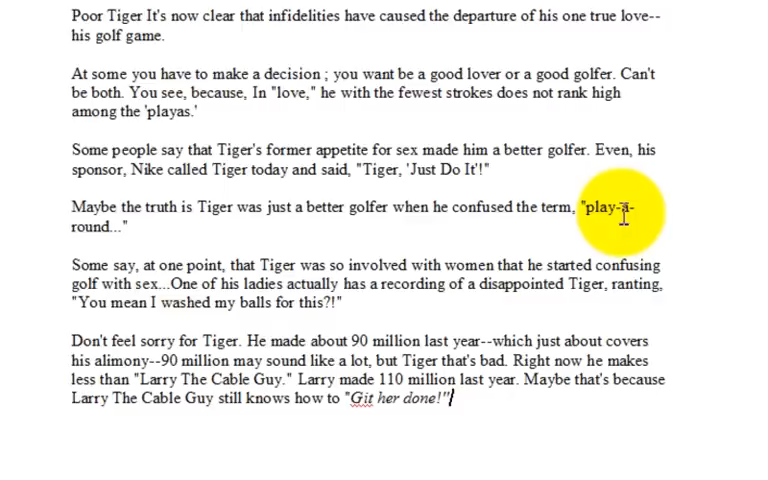 Poor Tiger It's now clear that infidelities have caused the departure of his one true love--
his golf game.
At some you have to make a decision ; you want be a good lover or a good golfer. Can't
be both. You see, because, In "love," he with the fewest strokes does not rank high
among the 'playas.'
Some people say that Tiger's former appetite for sex made him a better golfer. Even, his
sponsor, Nike called Tiger today and said, "Tiger, 'Just Do It'!"
Maybe the truth is Tiger was just a better golfer when he confused the term, "play-a-
round..."
Some say, at one point, that Tiger was so involved with women that he started confusing
golf with sex...One of his ladies actually has a recording of a disappointed Tiger, ranting,
"You mean I washed my balls for this?!"
Don't feel sorry for Tiger. He made about 90 million last year--which just about covers
his alimony--90 million may sound like a lot, but Tiger that's bad. Right now he makes
less than "Larry The Cable Guy." Larry made 110 million last year. Maybe that's because
Larry The Cable Guy still knows how to "Git her done!"